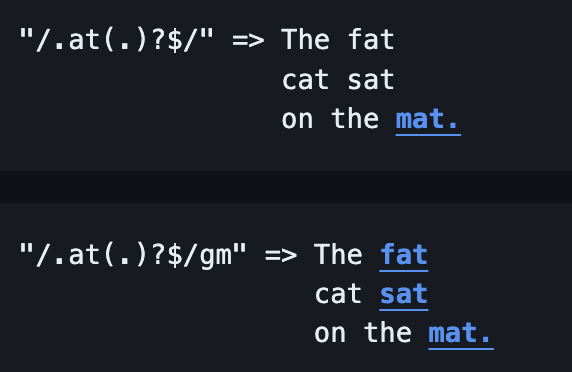 "/.at(.)?$/" => The fat
cat sat
on the mat.
"/.at(.)?$/gm" => The fat
cat sat
on the mat.